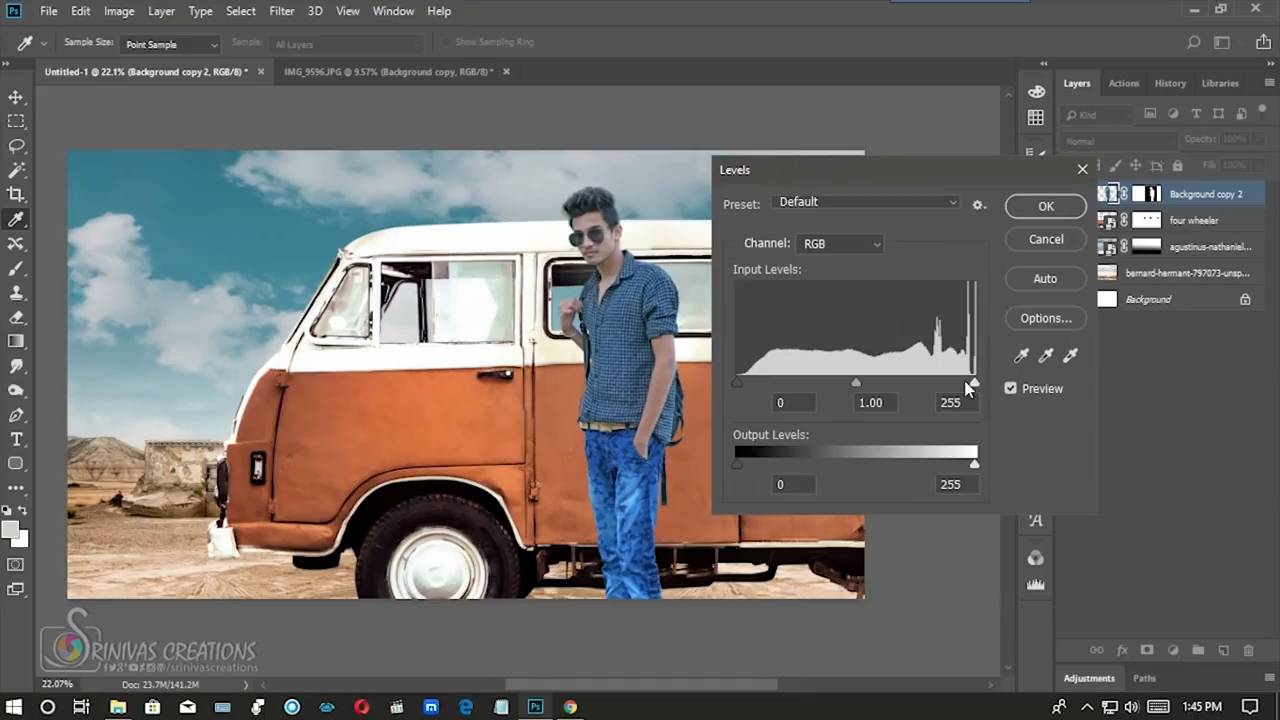 Ps File Edit Image Layer Type Select Filter 3D View Window Help
Sample Size: Point Sample Sample: All Layers Show Sampling Ring
Untitled-1 @ 22.1% (Background copy 2, RGB/8) * × IMG_9596.JPG @ 9.57% (Background copy, RGB/8) * ×
Layers Actions History Libraries
Kind
Normal Opacity: 100%
Fill: 100%
Levels
Preset: Default
OK
Channel: RGB
Cancel
Input Levels:
Auto
Options...
Preview
0 1.00 255
Output Levels:
0 255
Background copy 2
four wheeler
agustinus-nathaniel...
bernard-hermant-797073-unsp...
Background
SRINIVAS CREATIONS
/srinivascreations
22.07% Doc: 23.7M/141.2M
Adjustments Paths
1:45 PM